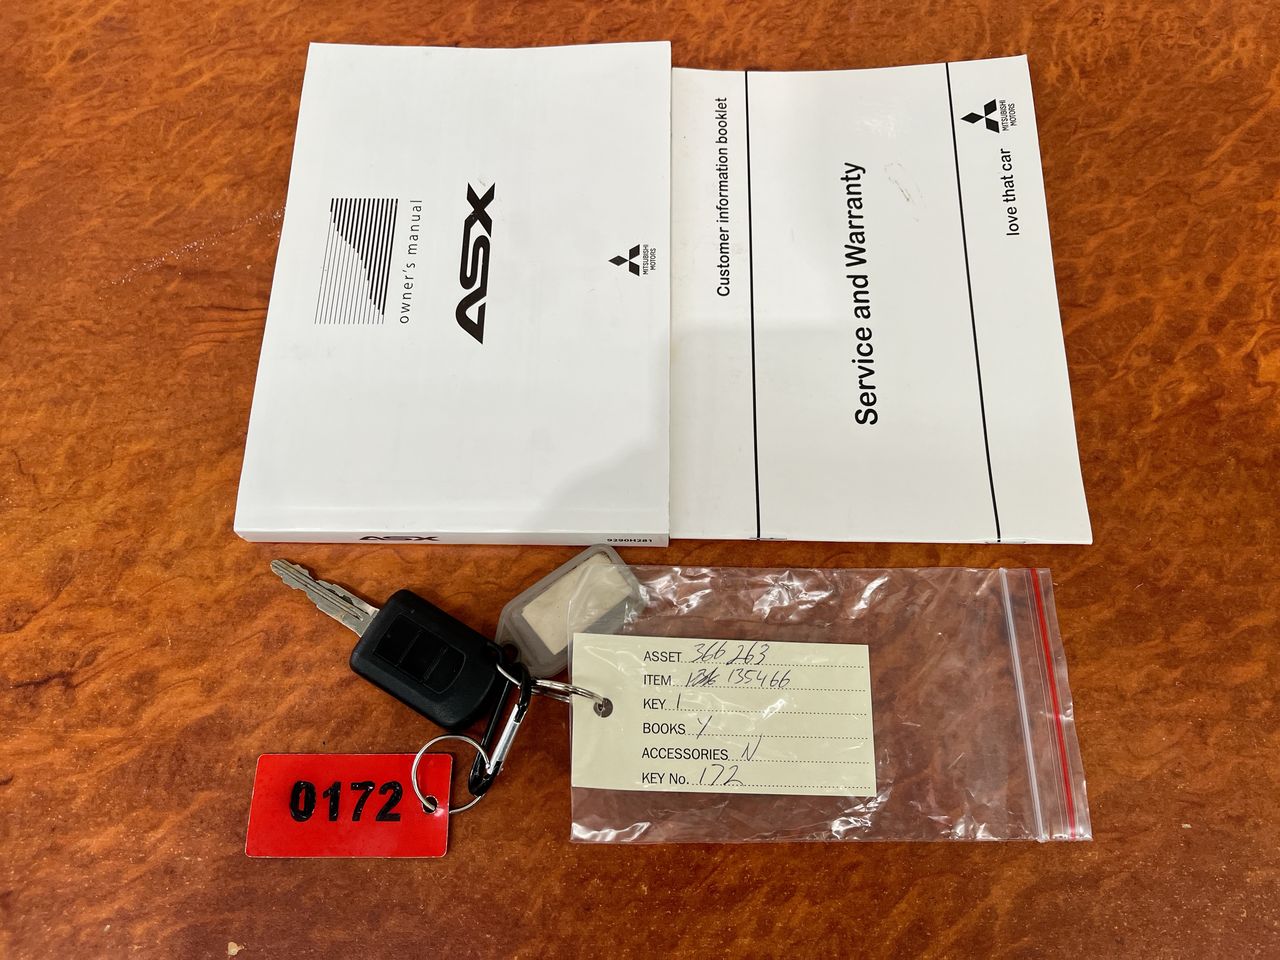 owner's manual
ASX
MITSUBISHI
MOTORS
ASX
9290H281
Customer information booklet
Service and Warranty
MITSUBISHI
MOTORS
love that car
ASSET 366263
ITEM 135466
KEY 1
BOOKS Y
ACCESSORIES N
KEY No. 172
0172